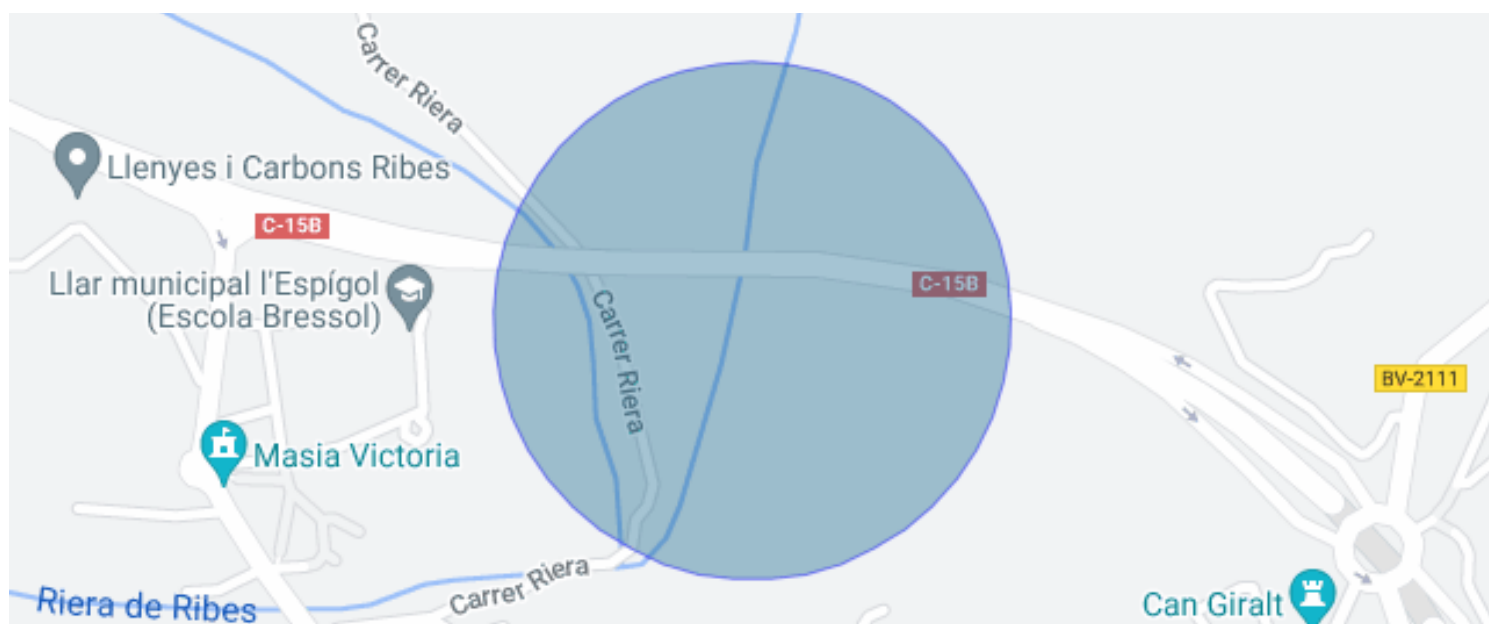 Carrer Riera
Llenyes i Carbons Ribes
C-15B
Llar municipal l'Espígol
(Escola Bressol)
C-15B
Carrer Riera
BV-2111
Masia Victoria
Carrer Riera
Riera de Ribes
Can Giralt